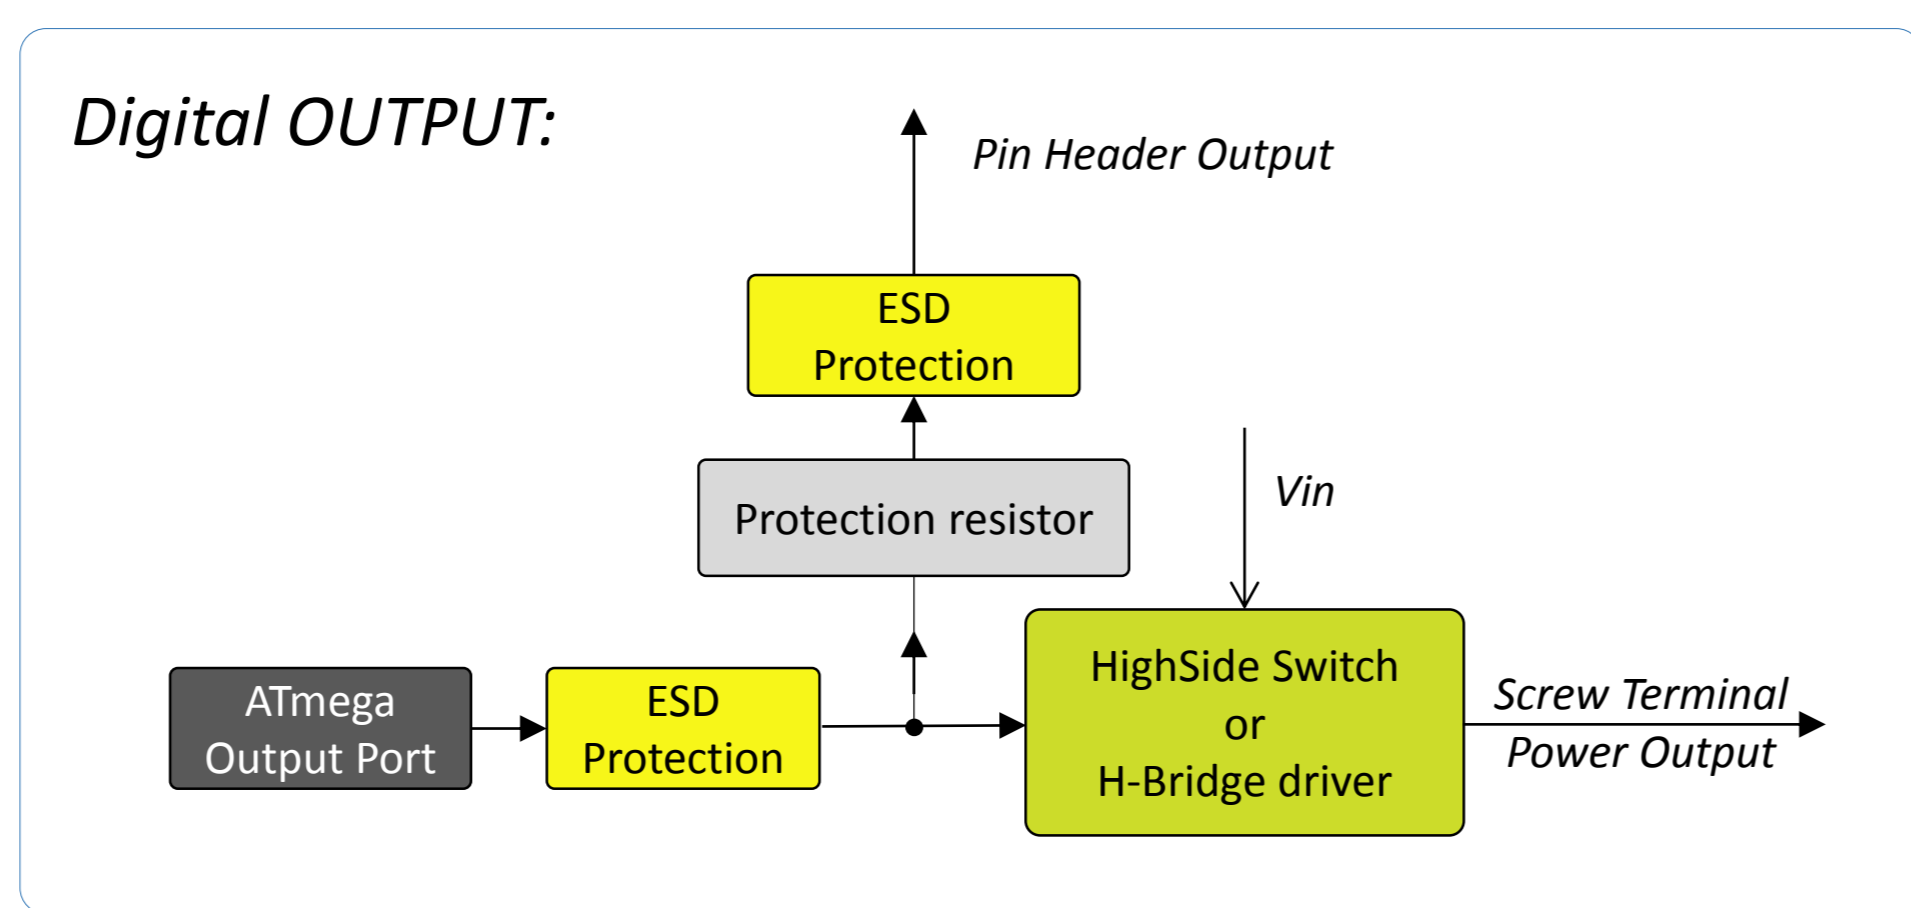 Digital OUTPUT:
Pin Header Output
ESD
Protection
Protection resistor
Vin
ATmega
Output Port
ESD
Protection
HighSide Switch
or
H-Bridge driver
Screw Terminal
Power Output